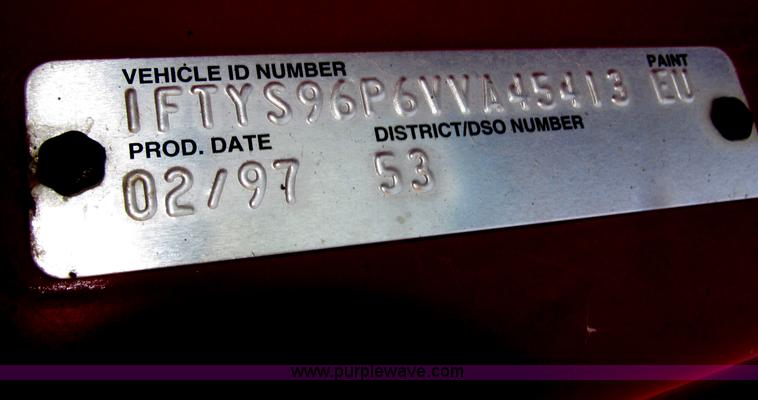 VEHICLE ID NUMBER PAINT
1FTYS96P6VVA45413 EU
PROD. DATE DISTRICT/DSO NUMBER
02/97 53
www.purplewave.com